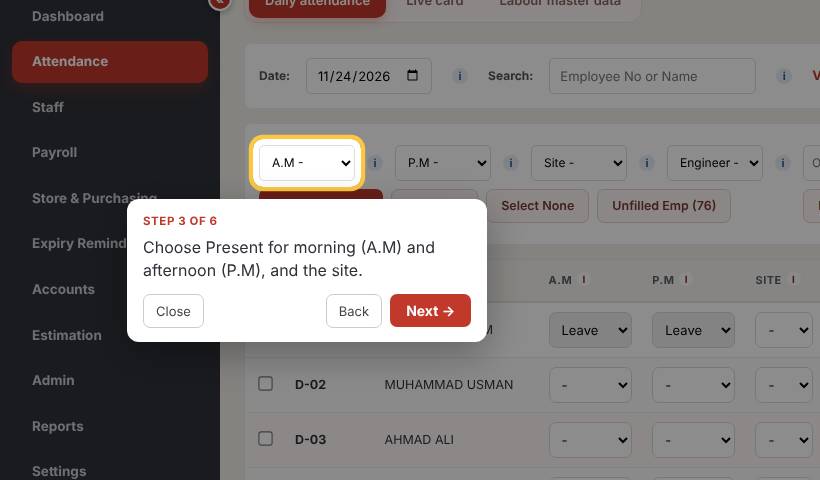 Dashboard
Attendance
Staff
Payroll
Store & Purchasing
Expiry Remind
Accounts
Estimation
Admin
Reports
Settings
Daily attendance Live card Labour master data
Date: 11/24/2026 i Search: Employee No or Name i V
A.M - i P.M - i Site - i Engineer - i O
Select None Unfilled Emp (76)
STEP 3 OF 6
Choose Present for morning (A.M) and
afternoon (P.M), and the site.
Close Back Next →
A.M ! P.M ! SITE !
M Leave Leave -
D-02 MUHAMMAD USMAN - - -
D-03 AHMAD ALI - - -